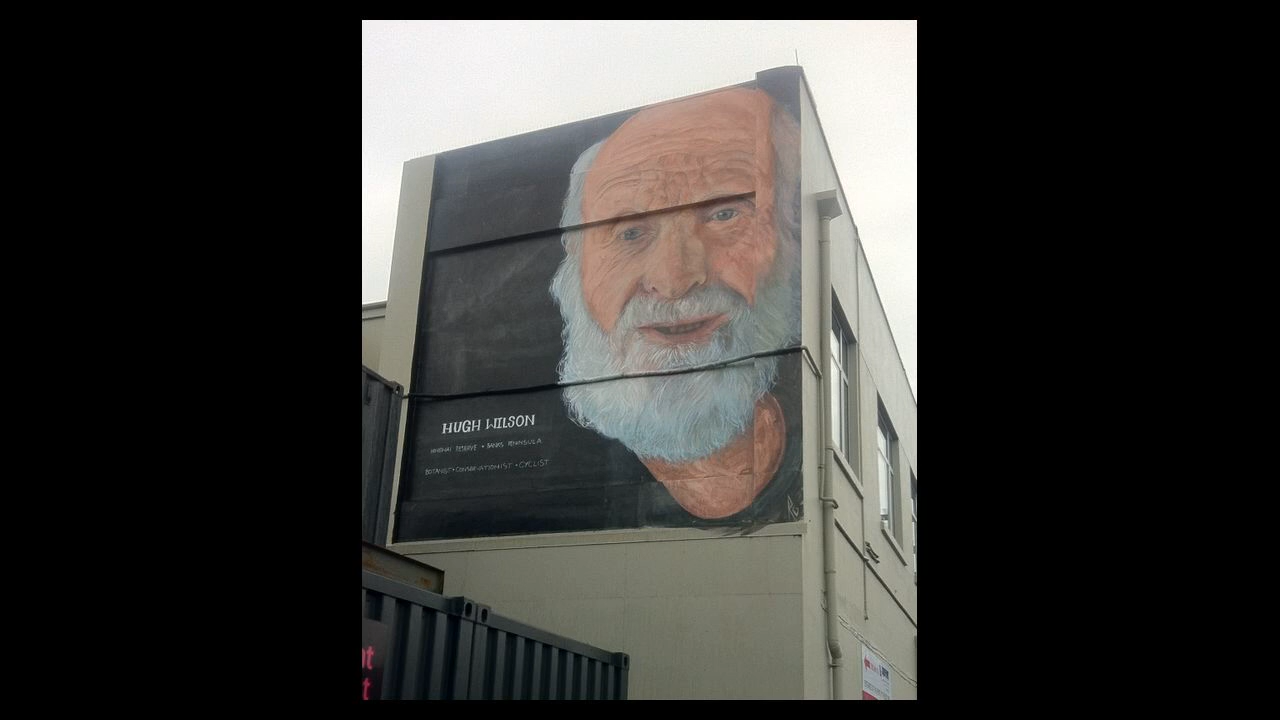 HUGH WILSON
HINEWAI RESERVE • BANKS PENINSULA
BOTANIST • CONSERVATIONIST • CYCLIST